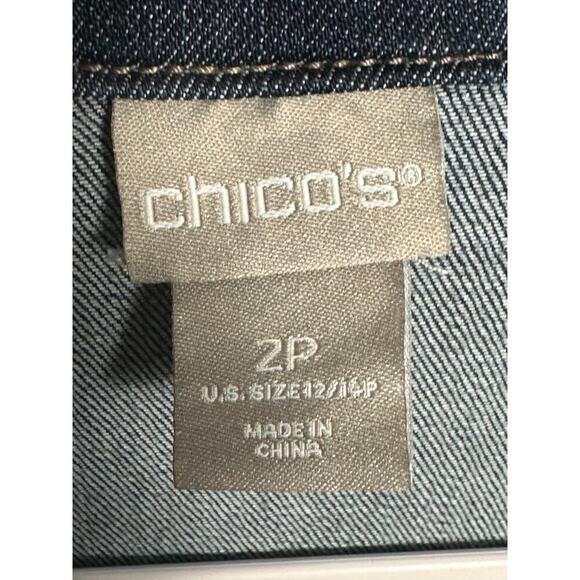 chico's®
2P
U.S. SIZE 12/14P
MADE IN
CHINA